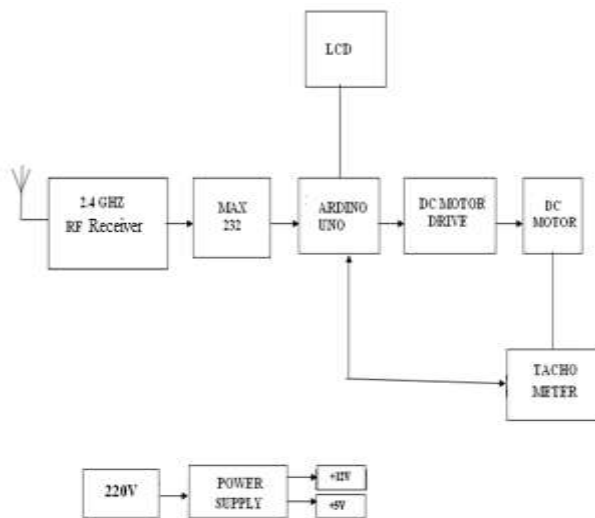 LCD
2.4 GHZ
RF Receiver
MAX
232
ARDINO
UNO
DC MOTOR
DRIVE
DC
MOTOR
TACHO
METER
220V
POWER
SUPPLY
+12V
+5V